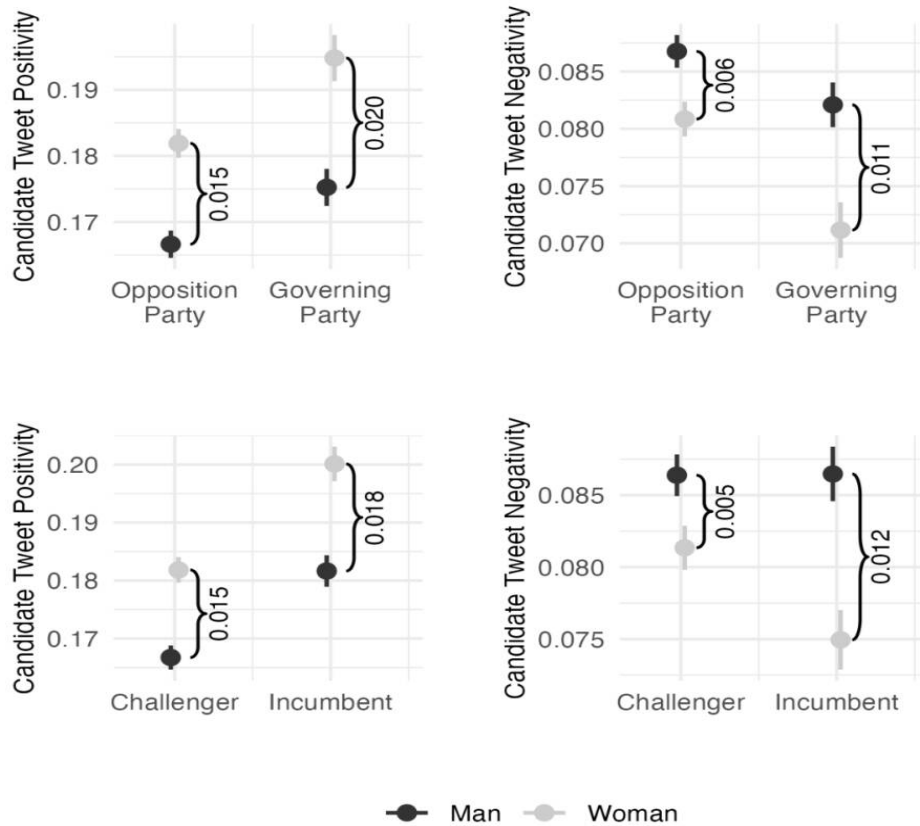 Candidate Tweet Positivity
0.19
0.18
0.17
0.015
0.020
Opposition
Party
Governing
Party
Candidate Tweet Negativity
0.085
0.080
0.075
0.070
0.006
0.011
Opposition
Party
Governing
Party
Candidate Tweet Positivity
0.20
0.19
0.18
0.17
0.015
0.018
Challenger
Incumbent
Candidate Tweet Negativity
0.085
0.080
0.075
0.005
0.012
Challenger
Incumbent
Man
Woman